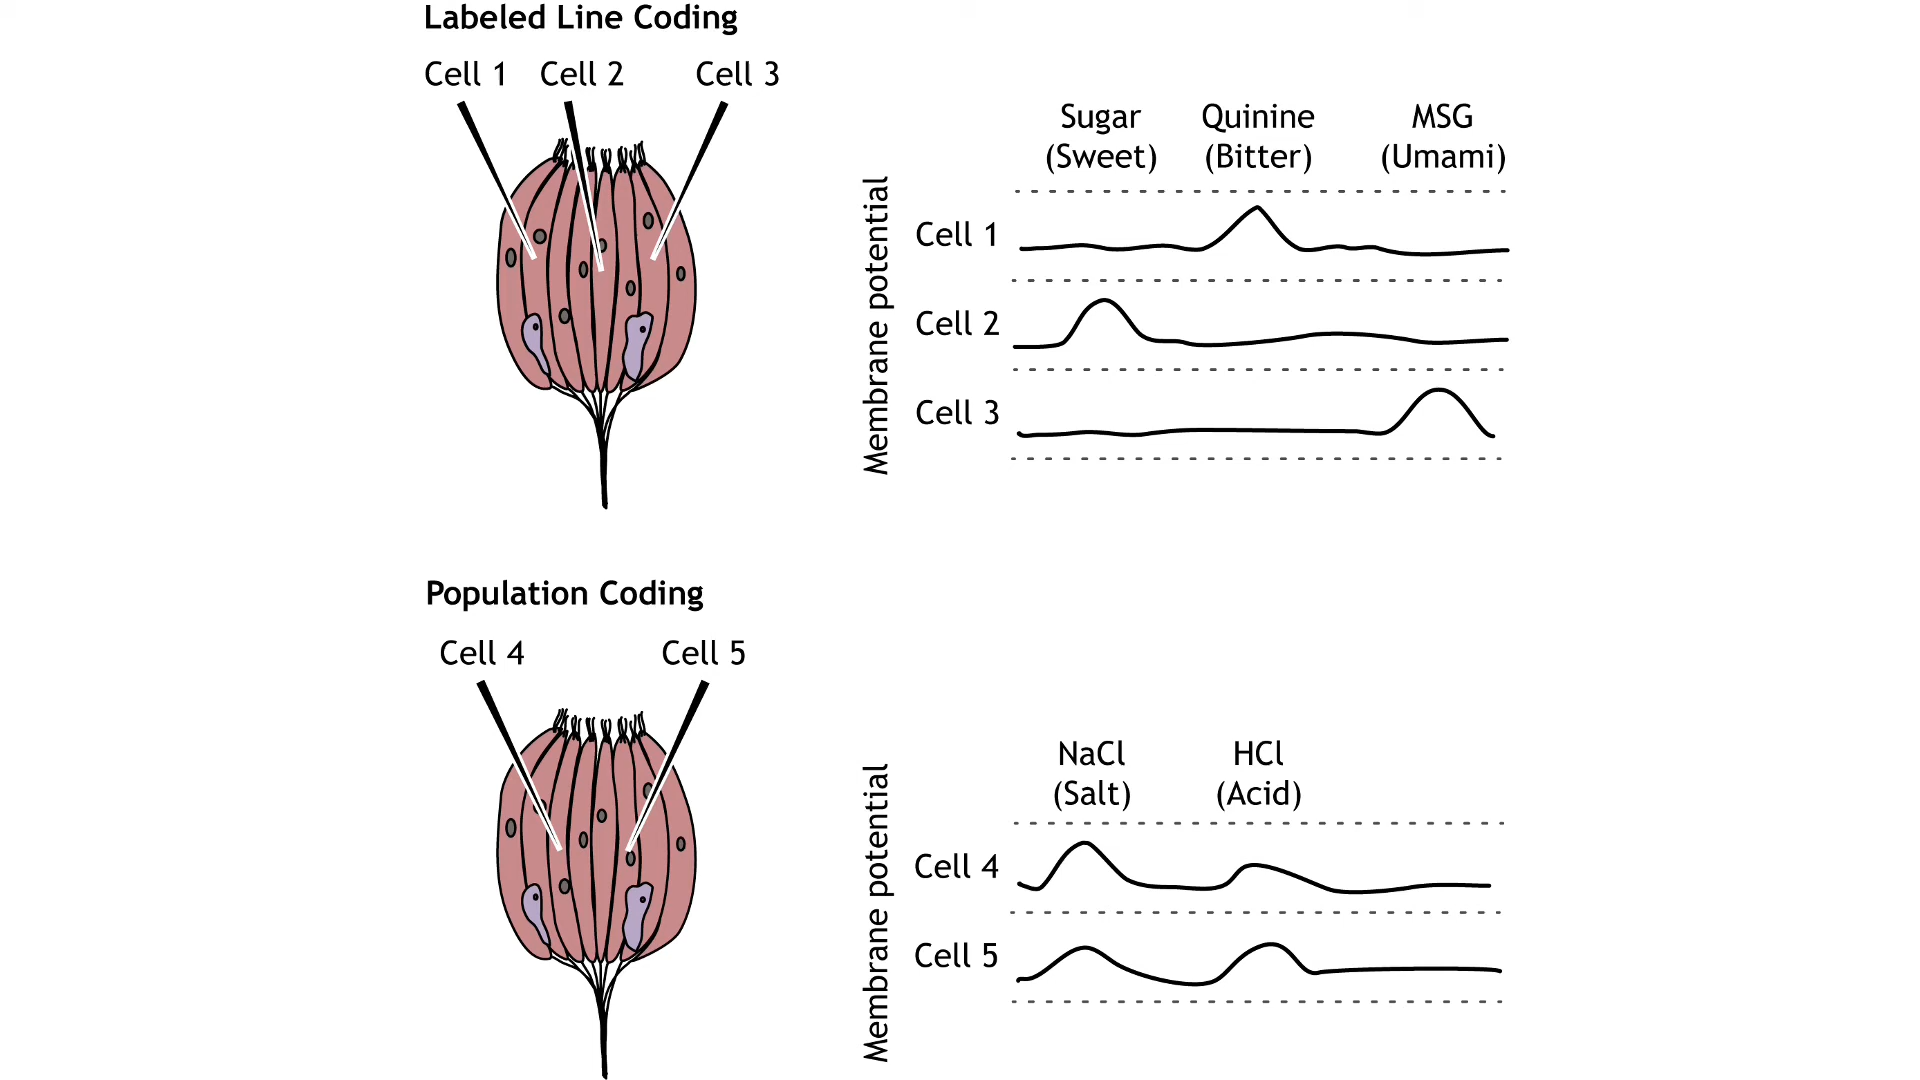 Labeled Line Coding
Cell 1 Cell 2 Cell 3
Sugar Quinine MSG
(Sweet) (Bitter) (Umami)
Membrane potential
Cell 1
Cell 2
Cell 3
Population Coding
Cell 4 Cell 5
NaCl HCl
(Salt) (Acid)
Membrane potential
Cell 4
Cell 5